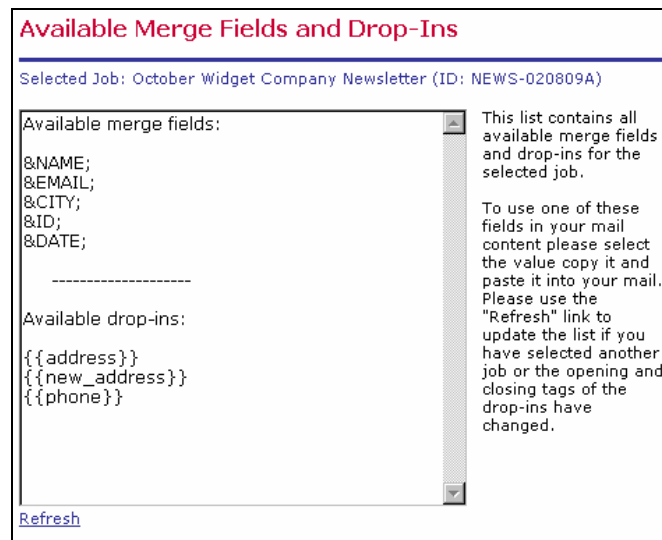 Available Merge Fields and Drop-Ins
Selected Job: October Widget Company Newsletter (ID: NEWS-020809A)
Available merge fields:
&NAME;
&EMAIL;
&CITY;
&ID;
&DATE;
--------------------
Available drop-ins:
{{address}}
{{new_address}}
{{phone}}
Refresh
This list contains all
available merge fields
and drop-ins for the
selected job.
To use one of these
fields in your mail
content please select
the value copy it and
paste it into your mail.
Please use the
"Refresh" link to
update the list if you
have selected another
job or the opening and
closing tags of the
drop-ins have
changed.